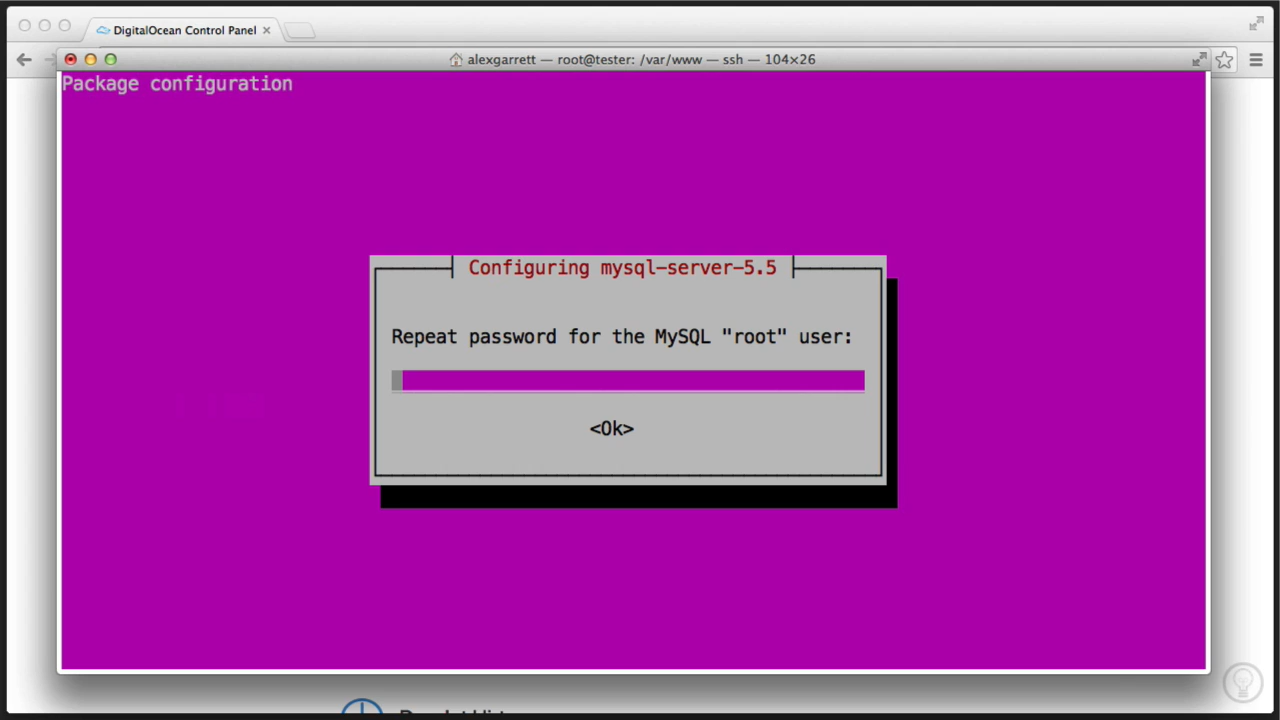 DigitalOcean Control Panel
alexgarrett — root@tester: /var/www — ssh — 104×26
Package configuration
Configuring mysql-server-5.5
Repeat password for the MySQL "root" user:
<Ok>